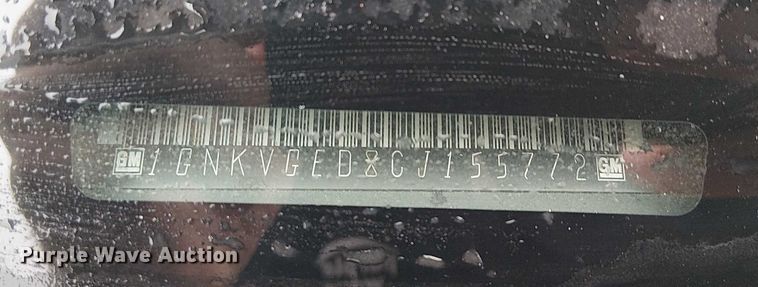 GM 1GNKVGED8CJ155772 GM
Purple Wave Auction